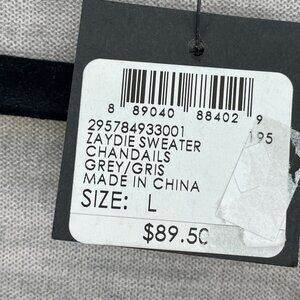 8 89040 88402 9
295784933001 195
ZAYDIE SWEATER
CHANDAILS
GREY/GRIS
MADE IN CHINA
SIZE: L
$89.50